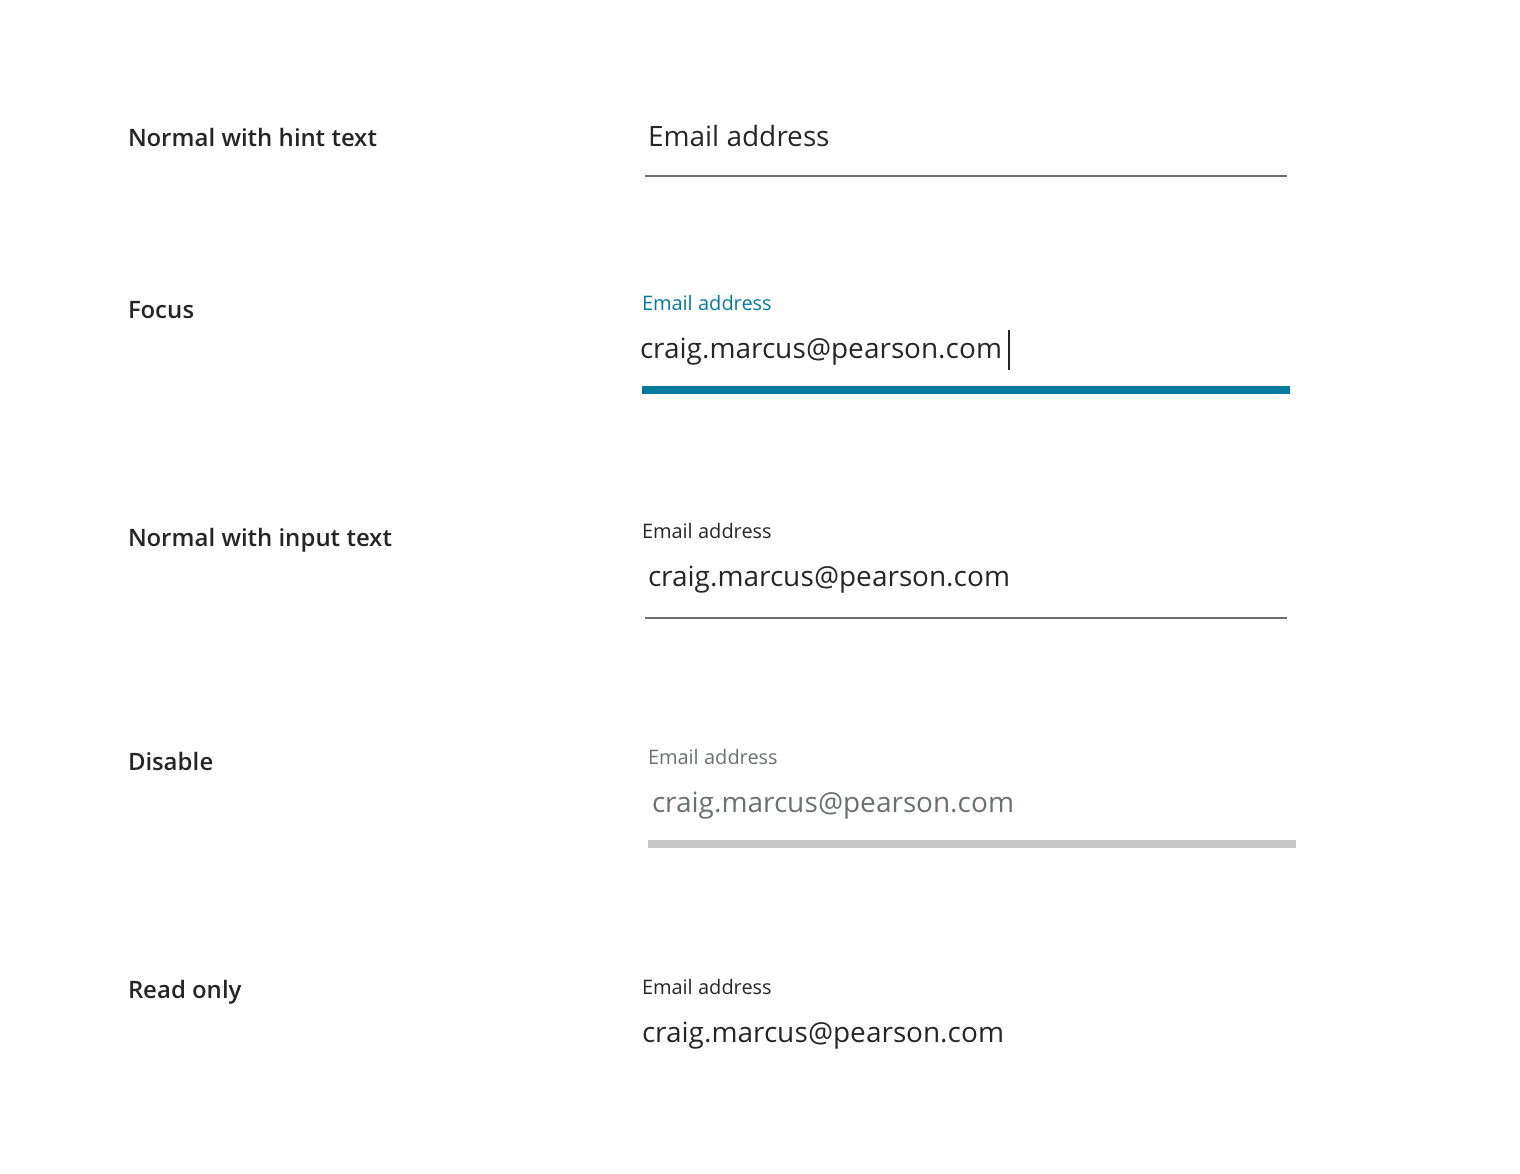 Normal with hint text
Email address
Focus
Email address
craig.marcus@pearson.com
Normal with input text
Email address
craig.marcus@pearson.com
Disable
Email address
craig.marcus@pearson.com
Read only
Email address
craig.marcus@pearson.com